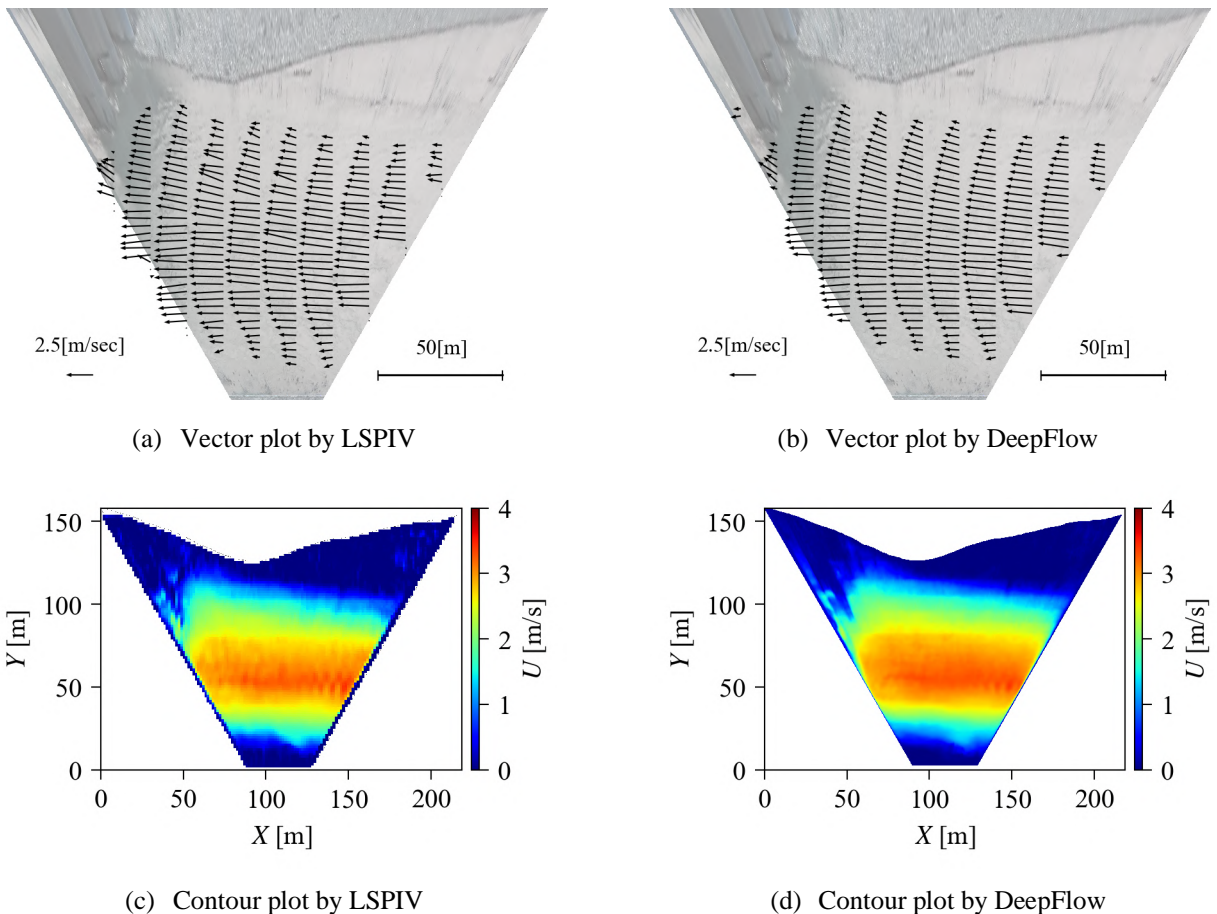 2.5[m/sec]
50[m]
2.5[m/sec]
50[m]
(a) Vector plot by LSPIV
(b) Vector plot by DeepFlow
150
100
50
0
Y [m]
0 50 100 150 200
X [m]
4
3
2
1
0
U [m/s]
150
100
50
0
Y [m]
0 50 100 150 200
X [m]
4
3
2
1
0
U [m/s]
(c) Contour plot by LSPIV
(d) Contour plot by DeepFlow